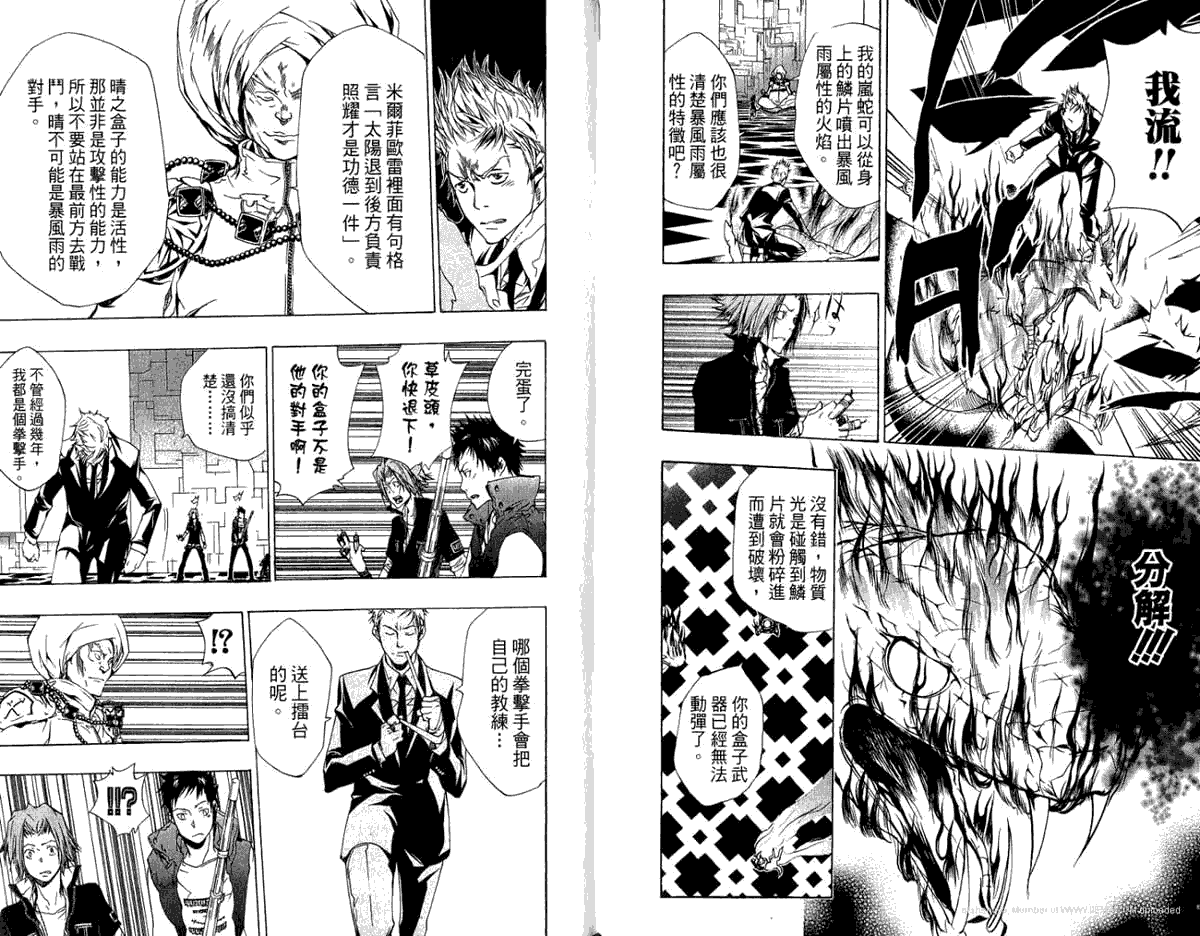 我流!!
我的嵐蛇可以從身
上的鱗片噴出暴風
雨屬性的火焰。
你們應該也很
清楚暴風雨屬
性的特徵吧？
分解!!!
沒有錯，物質
光是碰觸到鱗
片就會粉碎進
而遭到破壞，
你的盒子武
器已經無法
動彈了。
米爾菲歐雷裡面有句格
言「太陽退到後方負責
照耀才是功德一件」。
晴之盒子的能力是活性，
那並非是攻擊性的能力，
所以不要站在最前方去戰
鬥，晴不可能是暴風雨的
對手。
完蛋了。
草皮頭，
你快退下！
你的盒子不是
他的對手啊！
你們似乎
還沒搞清
楚………
不管經過幾年，
我都是個拳擊手。
哪個拳擊手會把
自己的教練…
送上擂台
的呢。
!?
!!?